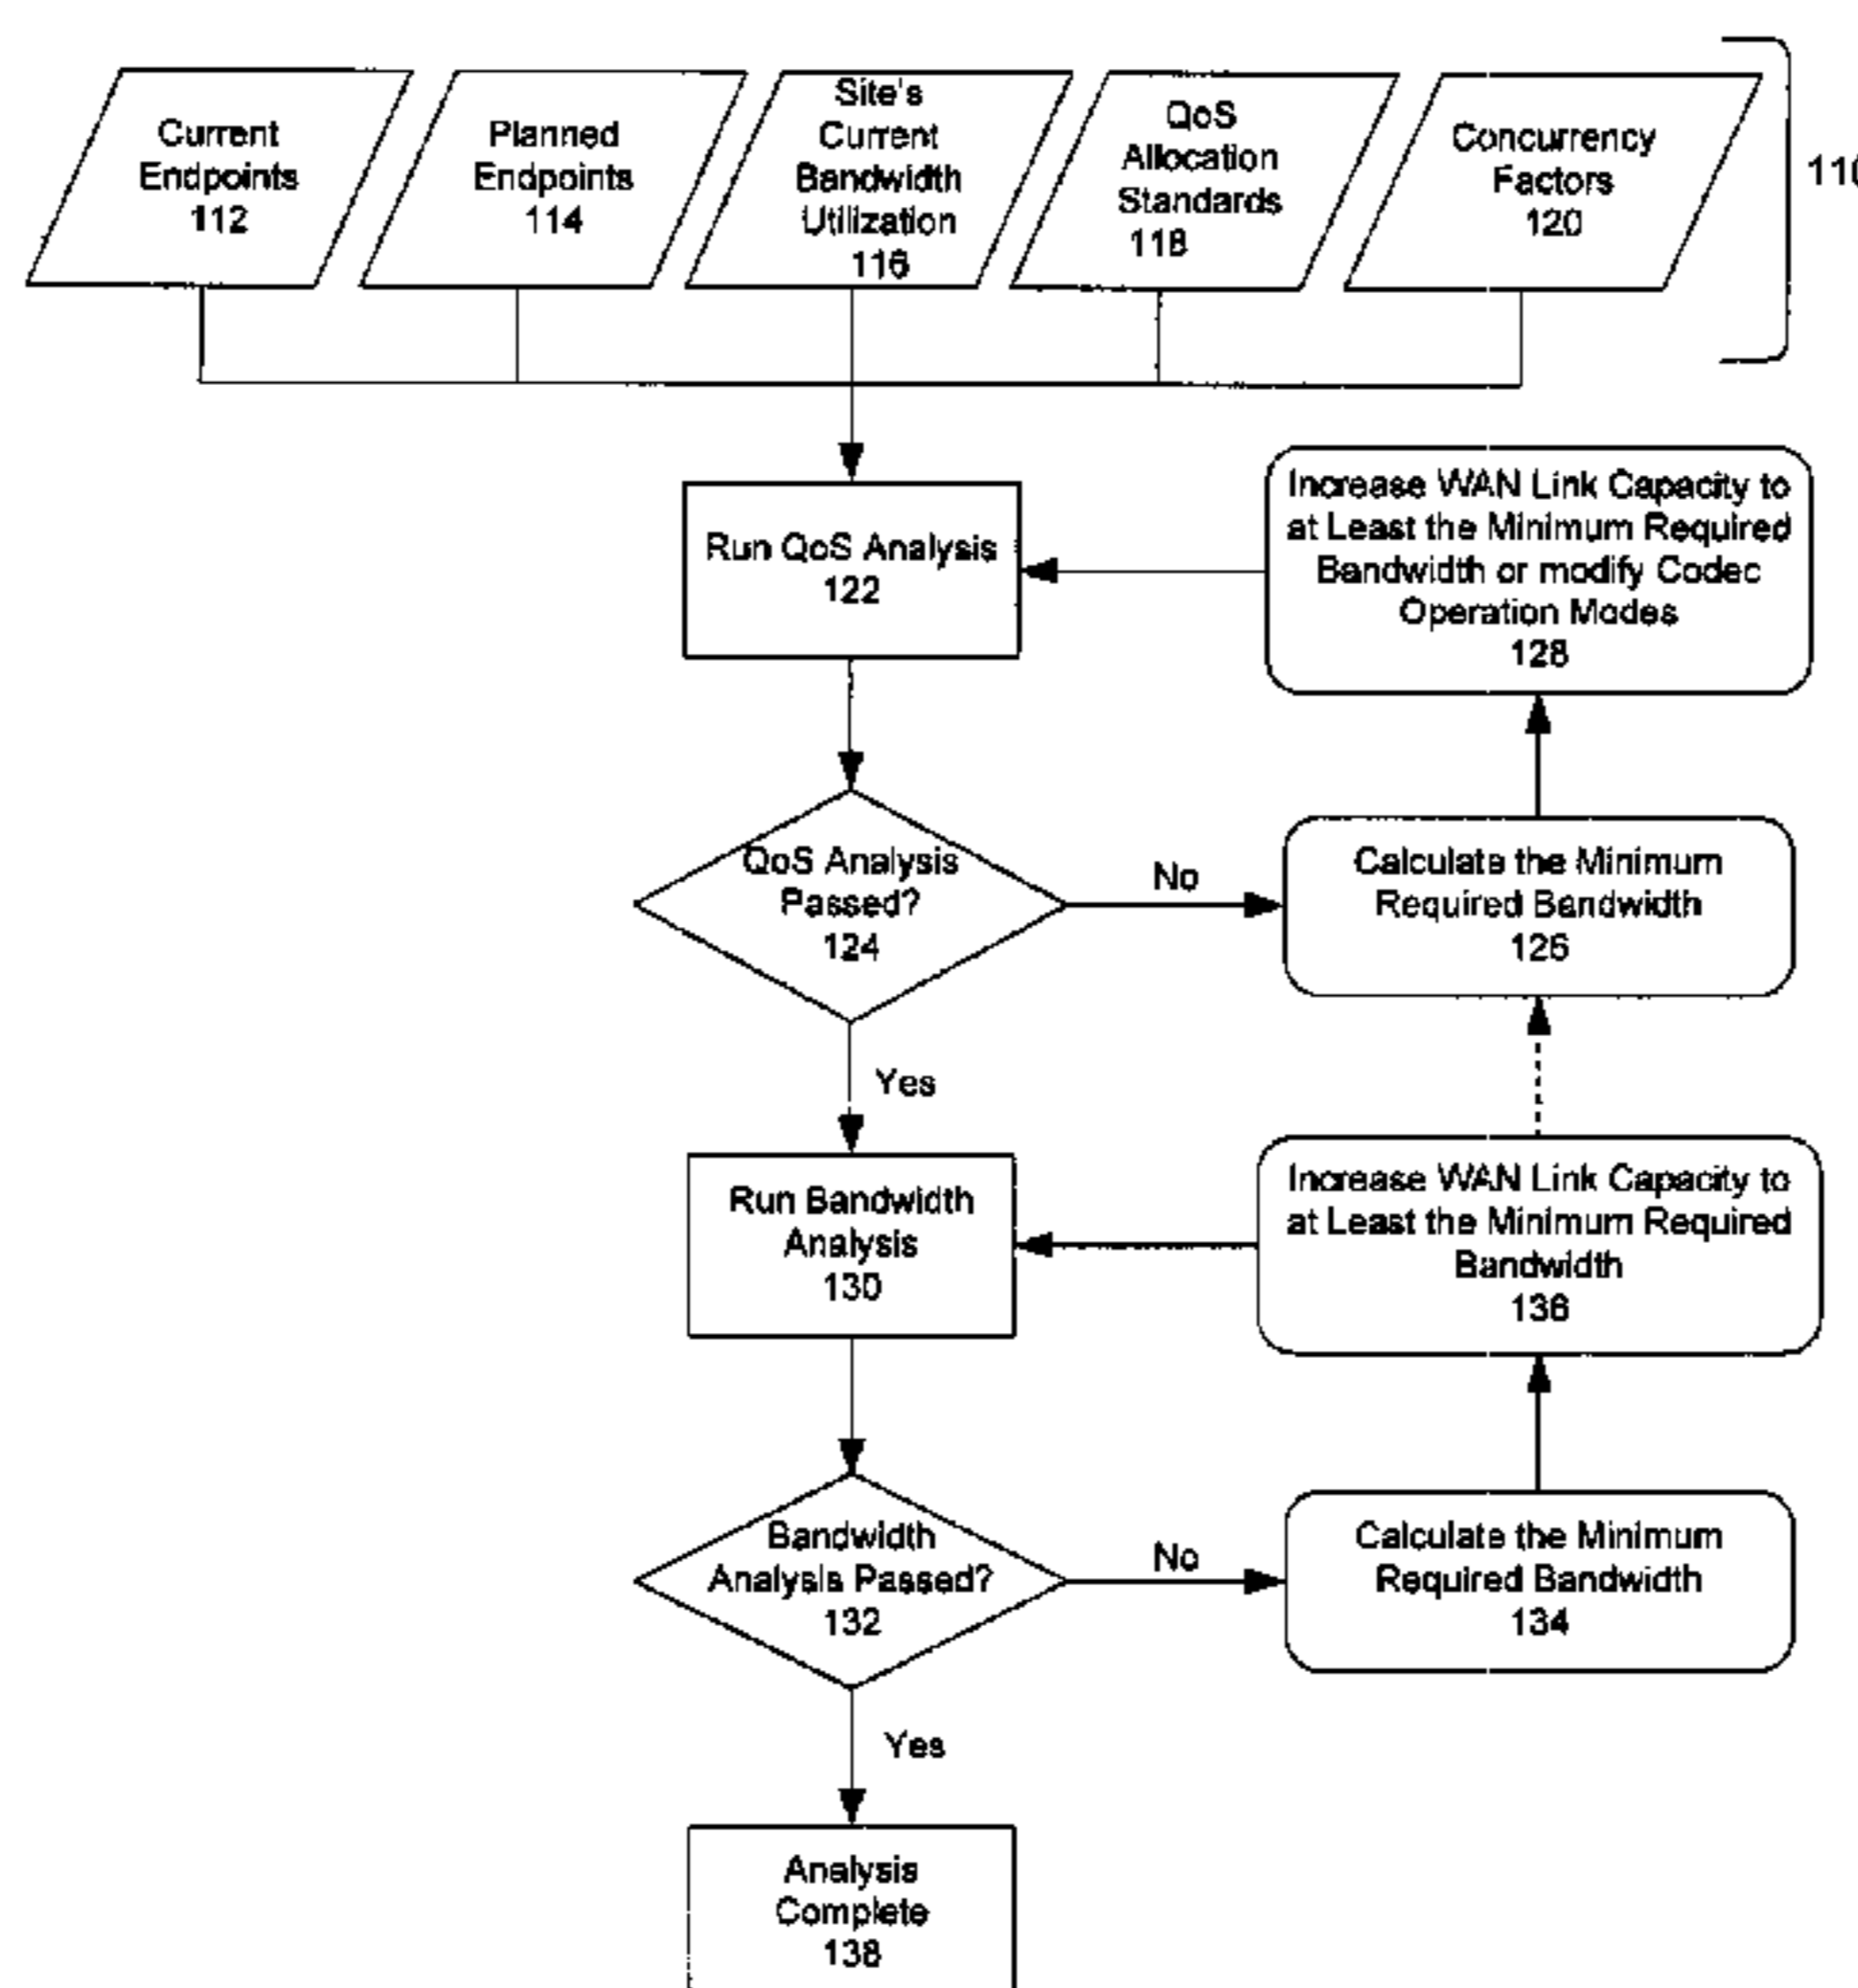 Current
Endpoints
112
Planned
Endpoints
114
Site's
Current
Bandwidth
Utilization
116
QoS
Allocation
Standards
118
Concurrency
Factors
120
110
Run QoS Analysis
122
Increase WAN Link Capacity to
at Least the Minimum Required
Bandwidth or modify Codec
Operation Modes
128
QoS Analysis
Passed?
124
No
Calculate the Minimum
Required Bandwidth
126
Yes
Run Bandwidth
Analysis
130
Increase WAN Link Capacity to
at Least the Minimum Required
Bandwidth
136
Bandwidth
Analysis Passed?
132
No
Calculate the Minimum
Required Bandwidth
134
Yes
Analysis
Complete
138